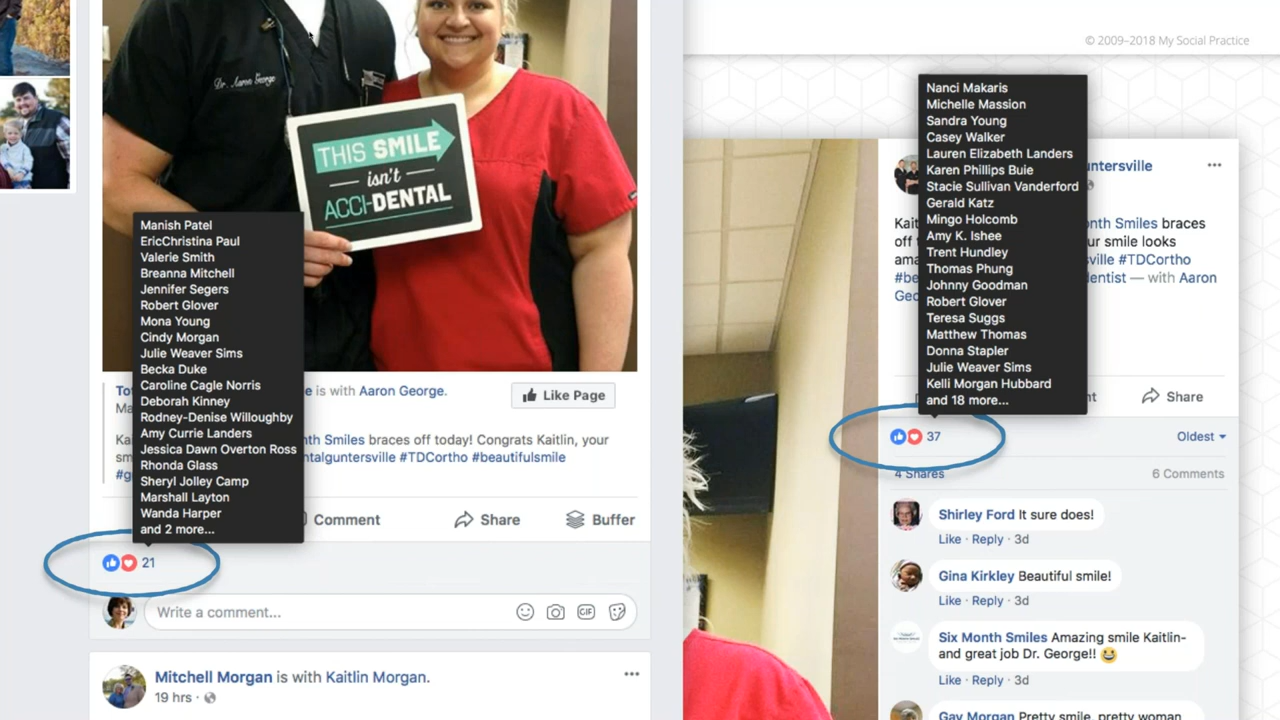 Dr. Aaron George
THIS SMILE
isn't
ACCI-DENTAL
Manish Patel
EricChristina Paul
Valerie Smith
Breanna Mitchell
Jennifer Segers
Robert Glover
Mona Young
Cindy Morgan
Julie Weaver Sims
Becka Duke
Caroline Cagle Norris
Deborah Kinney
Rodney-Denise Willoughby
Amy Currie Landers
Jessica Dawn Overton Ross
Rhonda Glass
Sheryl Jolley Camp
Marshall Layton
Wanda Harper
and 2 more...
is with Aaron George.
Like Page
braces off today! Congrats Kaitlin, your
#TDCortho #beautifulsmile
Comment
Share
Buffer
21
Write a comment...
GIF
Mitchell Morgan is with Kaitlin Morgan.
19 hrs ·
© 2009–2018 My Social Practice
Nanci Makaris
Michelle Massion
Sandra Young
Casey Walker
Lauren Elizabeth Landers
Karen Phillips Buie
Stacie Sullivan Vanderford
Gerald Katz
Mingo Holcomb
Amy K. Ishee
Trent Hundley
Thomas Phung
Johnny Goodman
Robert Glover
Teresa Suggs
Matthew Thomas
Donna Stapler
Julie Weaver Sims
Kelli Morgan Hubbard
and 18 more...
Smiles braces
smile looks
#TDCortho
— with Aaron
Share
37
Oldest
4 Shares
6 Comments
Shirley Ford It sure does!
Like · Reply · 3d
Gina Kirkley Beautiful smile!
Like · Reply · 3d
Six Month Smiles Amazing smile Kaitlin-
and great job Dr. George!! 😄
Like · Reply · 3d
Gay Morgan Pretty smile, pretty woman